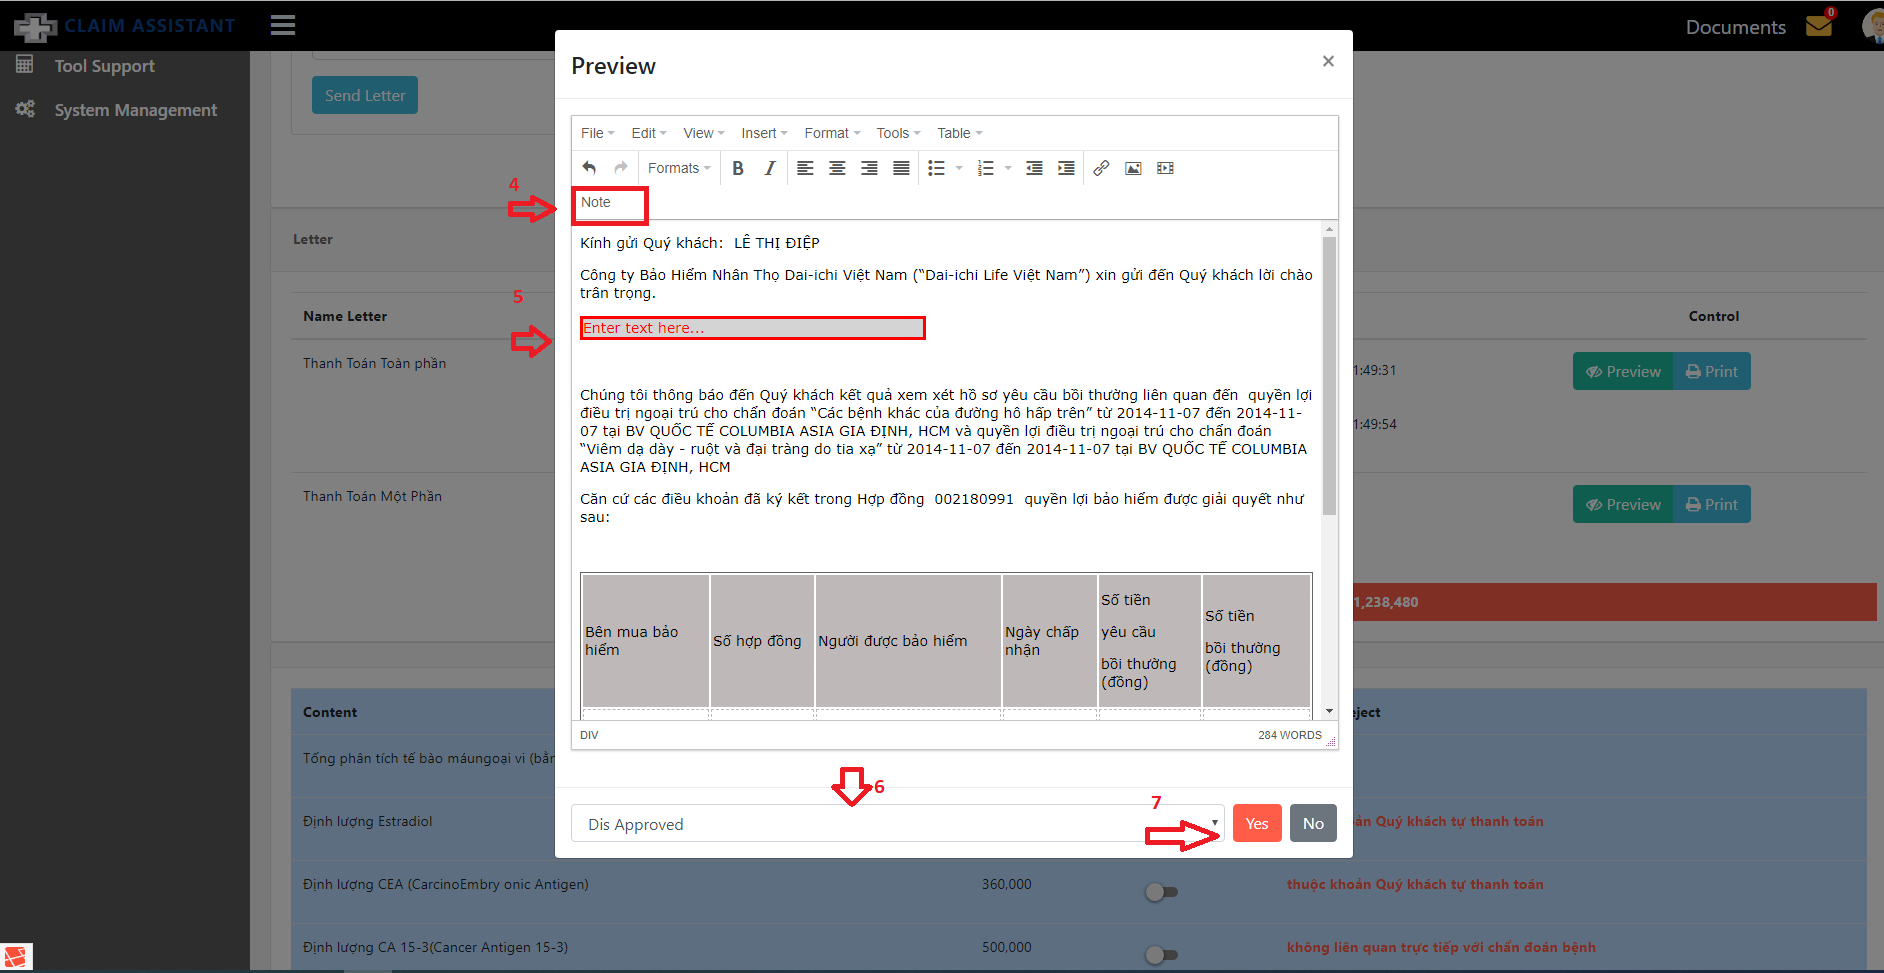 CLAIM ASSISTANT
Documents
0
Tool Support
System Management
Send Letter
Preview
×
File Edit View Insert Format Tools Table
Formats
4
Note
Kính gửi Quý khách: LÊ THỊ ĐIỆP
Công ty Bảo Hiểm Nhân Thọ Dai-ichi Việt Nam (“Dai-ichi Life Việt Nam”) xin gửi đến Quý khách lời chào
trân trọng.
5
Enter text here...
Chúng tôi thông báo đến Quý khách kết quả xem xét hồ sơ yêu cầu bồi thường liên quan đến quyền lợi
điều trị ngoại trú cho chẩn đoán “Các bệnh khác của đường hô hấp trên” từ 2014-11-07 đến 2014-11-
07 tại BV QUỐC TẾ COLUMBIA ASIA GIA ĐỊNH, HCM và quyền lợi điều trị ngoại trú cho chẩn đoán
“Viêm dạ dày - ruột và đại tràng do tia xạ” từ 2014-11-07 đến 2014-11-07 tại BV QUỐC TẾ COLUMBIA
ASIA GIA ĐỊNH, HCM
Căn cứ các điều khoản đã ký kết trong Hợp đồng 002180991 quyền lợi bảo hiểm được giải quyết như
sau:
Bên mua bảo
hiểm
Số hợp đồng
Người được bảo hiểm
Ngày chấp
nhận
Số tiền
yêu cầu
bồi thường
(đồng)
Số tiền
bồi thường
(đồng)
DIV
284 WORDS
6
Dis Approved
7
Yes
No
Letter
Name Letter
Control
Thanh Toán Toàn phần
1:49:31
Preview
Print
1:49:54
Thanh Toán Một Phần
Preview
Print
1,238,480
Content
ject
Tổng phân tích tế bào máungoại vi (bằn
Định lượng Estradiol
oản Quý khách tự thanh toán
Định lượng CEA (CarcinoEmbry onic Antigen)
360,000
thuộc khoản Quý khách tự thanh toán
Định lượng CA 15-3(Cancer Antigen 15-3)
500,000
không liên quan trực tiếp với chẩn đoán bệnh